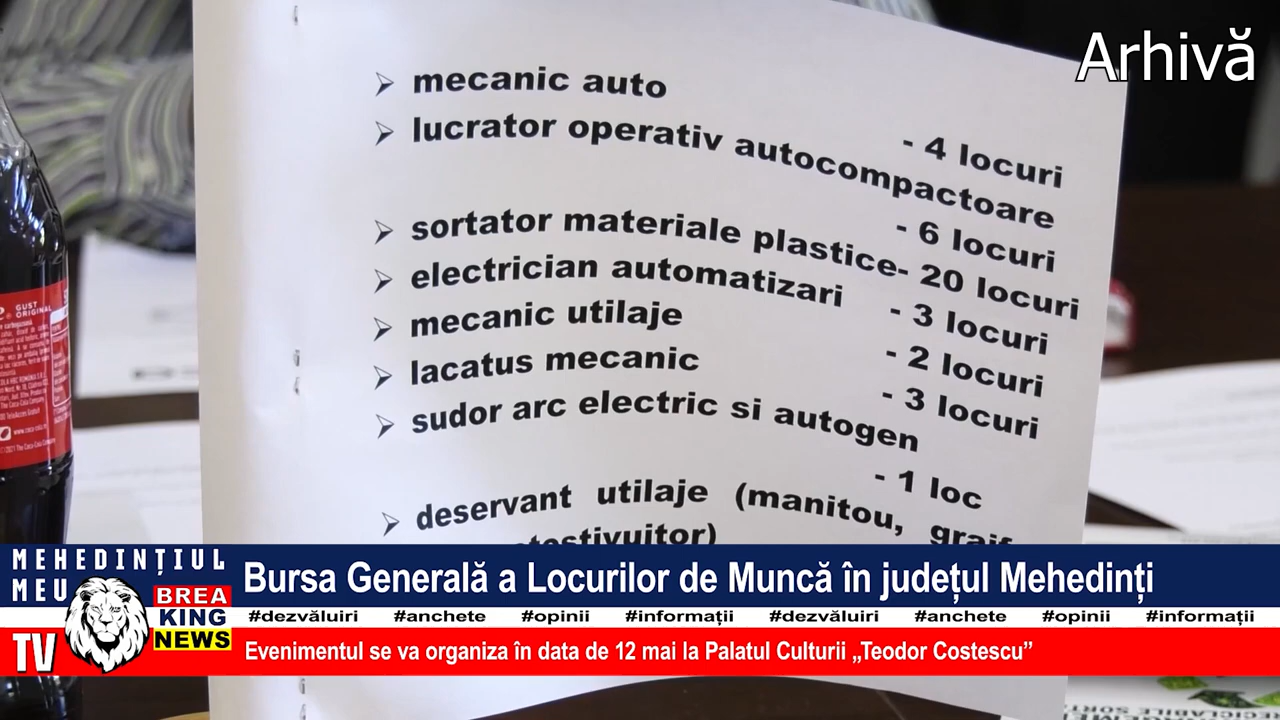 Arhivă
➢ mecanic auto
- 4 locuri
➢ lucrator operativ autocompactoare
- 6 locuri
➢ sortator materiale plastice- 20 locuri
➢ electrician automatizari - 3 locuri
➢ mecanic utilaje - 2 locuri
➢ lacatus mecanic - 3 locuri
➢ sudor arc electric si autogen
- 1 loc
➢ deservant utilaje (manitou,
GUST
ORIGINAL
MEHEDINȚIUL
MEU
TV
BREA
KING
NEWS
Bursa Generală a Locurilor de Muncă în județul Mehedinți
#dezvăluiri #anchete #opinii #informații #dezvăluiri #anchete #opinii #informații
Evenimentul se va organiza în data de 12 mai la Palatul Culturii „Teodor Costescu”